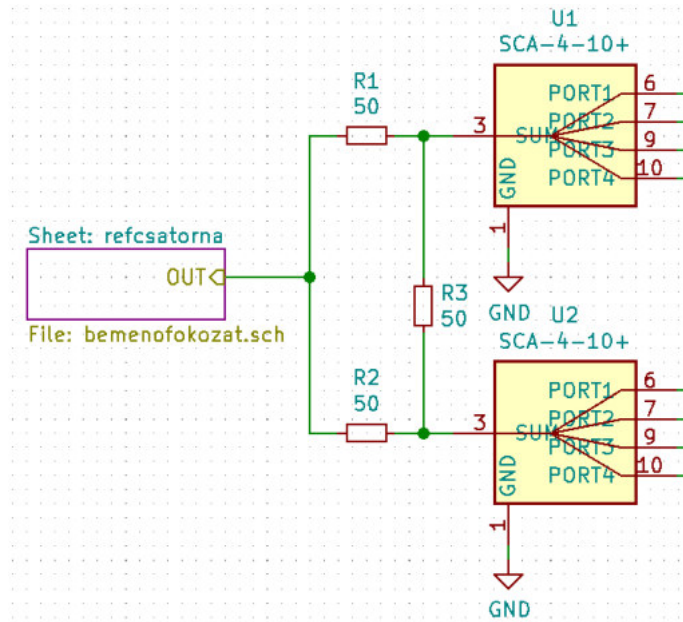 U1
SCA-4-10+
R1
50
3
SUM
PORT1
6
PORT2
7
PORT3
9
PORT4
10
GND
1
GND
Sheet: refcsatorna
OUT
File: bemenofokozat.sch
R3
50
U2
SCA-4-10+
R2
50
3
SUM
PORT1
6
PORT2
7
PORT3
9
PORT4
10
GND
1
GND